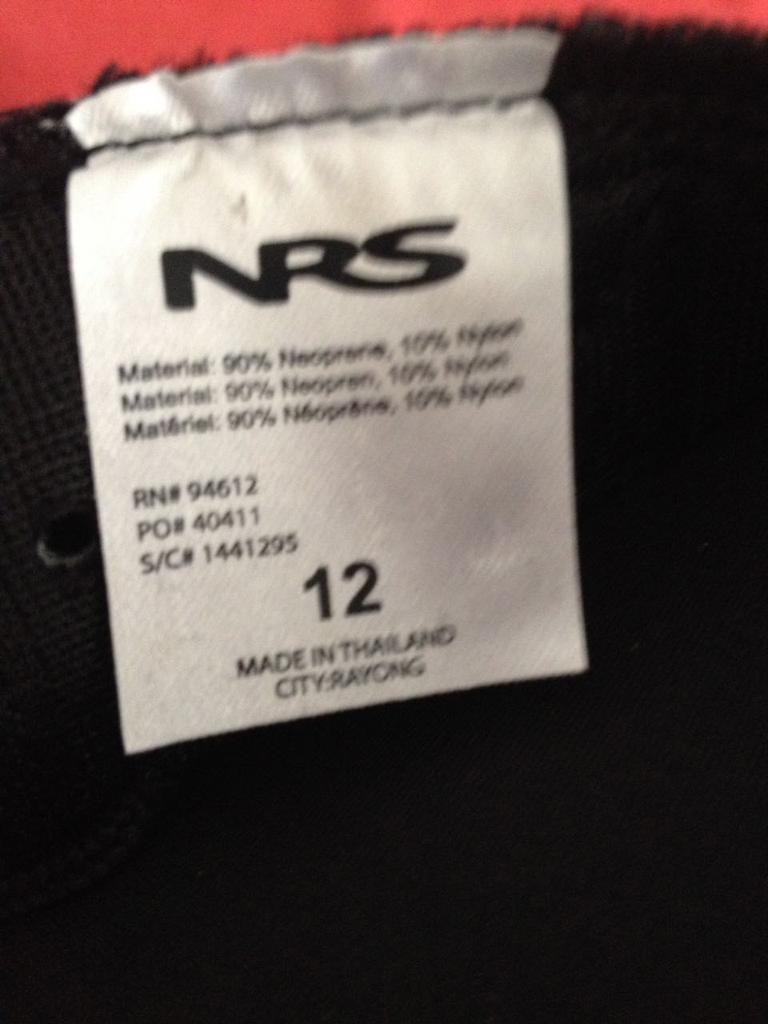 NRS
Material: 90% Neoprene, 10% Nylon
Material: 90% Neopren, 10% Nylon
Matériel: 90% Néoprène, 10% Nylon
RN# 94612
PO# 40411
S/C# 1441295
12
MADE IN THAILAND
CITY:RAYONG